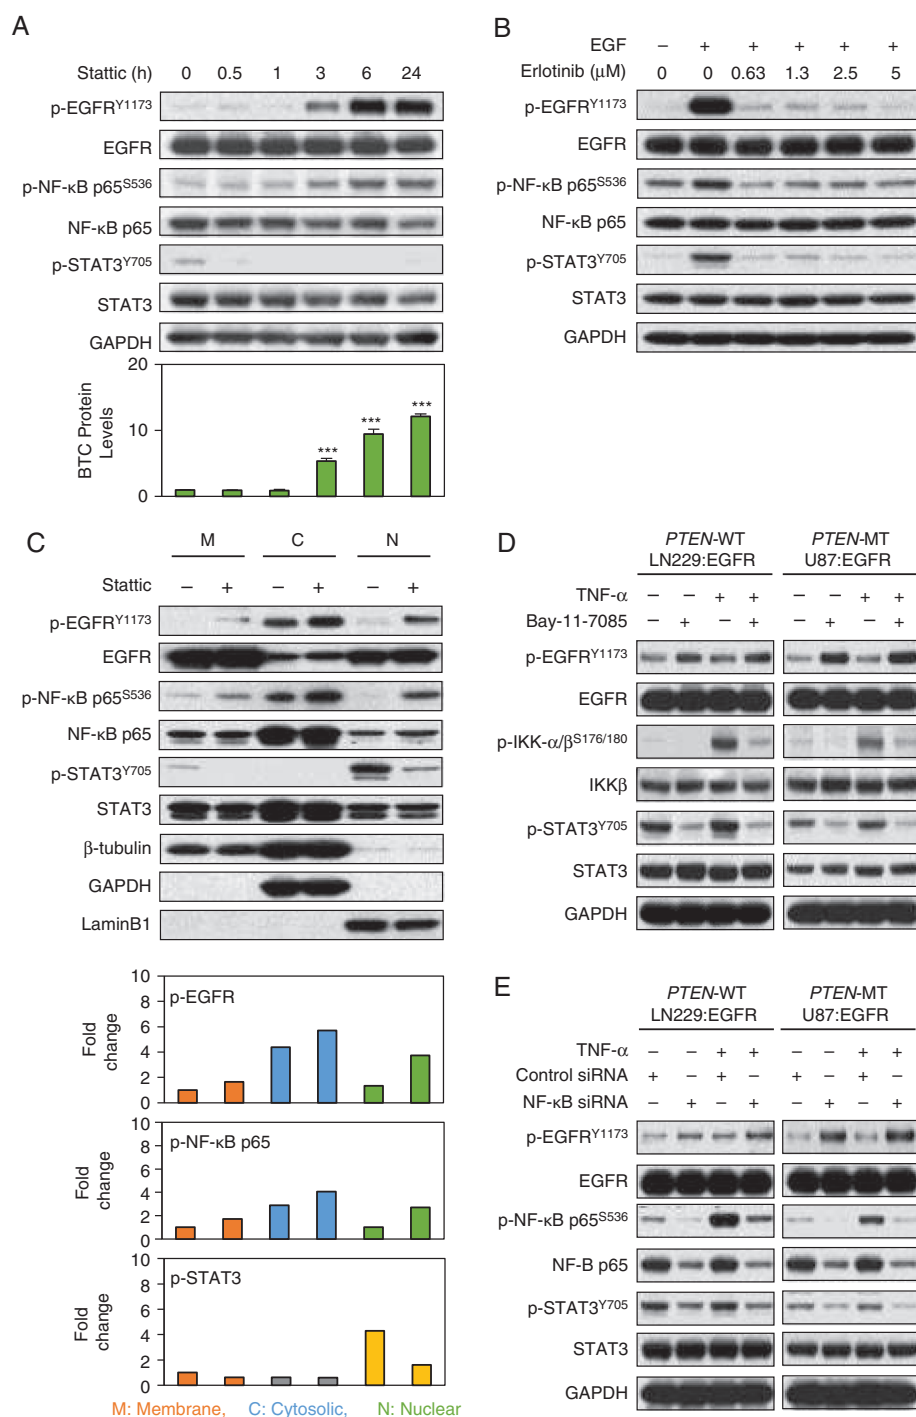 A
Stattic (h) 0 0.5 1 3 6 24
p-EGFRY1173
EGFR
p-NF-κB p65S536
NF-κB p65
p-STAT3Y705
STAT3
GAPDH
BTC Protein
Levels
20
10
0
*** *** ***
B
EGF – + + + + +
Erlotinib (μM) 0 0 0.63 1.3 2.5 5
p-EGFRY1173
EGFR
p-NF-κB p65S536
NF-κB p65
p-STAT3Y705
STAT3
GAPDH
C
M C N
Stattic – + – + – +
p-EGFRY1173
EGFR
p-NF-κB p65S536
NF-κB p65
p-STAT3Y705
STAT3
β-tubulin
GAPDH
LaminB1
p-EGFR
Fold
change
10
8
6
4
2
0
p-NF-κB p65
Fold
change
10
8
6
4
2
0
p-STAT3
Fold
change
10
8
6
4
2
0
M: Membrane, C: Cytosolic, N: Nuclear
D
PTEN-WT PTEN-MT
LN229:EGFR U87:EGFR
TNF-α – – + + – – + +
Bay-11-7085 – + – + – + – +
p-EGFRY1173
EGFR
p-IKK-α/βS176/180
IKKβ
p-STAT3Y705
STAT3
GAPDH
E
PTEN-WT PTEN-MT
LN229:EGFR U87:EGFR
TNF-α – – + + – – + +
Control siRNA + – + – + – + –
NF-κB siRNA – + – + – + – +
p-EGFRY1173
EGFR
p-NF-κB p65S536
NF-B p65
p-STAT3Y705
STAT3
GAPDH